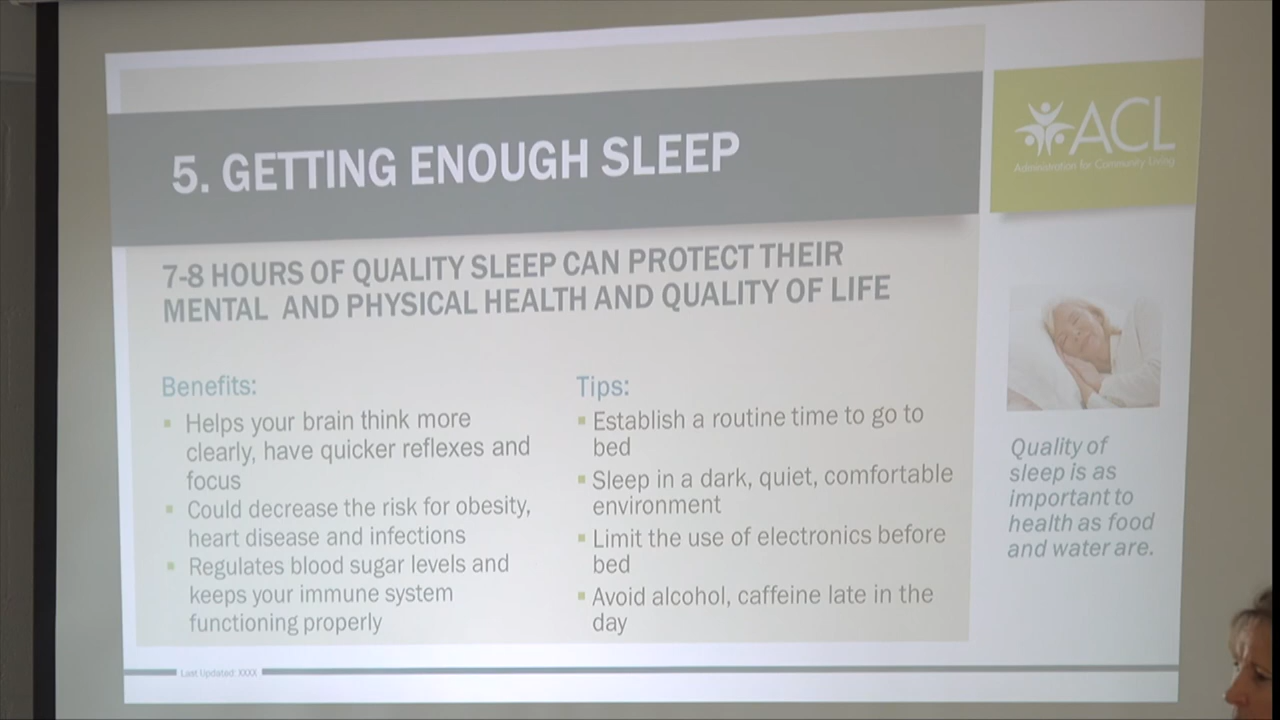 5. GETTING ENOUGH SLEEP
ACL
Administration for Community Living
7-8 HOURS OF QUALITY SLEEP CAN PROTECT THEIR
MENTAL AND PHYSICAL HEALTH AND QUALITY OF LIFE
Benefits:
▪ Helps your brain think more
clearly, have quicker reflexes and
focus
▪ Could decrease the risk for obesity,
heart disease and infections
▪ Regulates blood sugar levels and
keeps your immune system
functioning properly
Tips:
▪ Establish a routine time to go to
bed
▪ Sleep in a dark, quiet, comfortable
environment
▪ Limit the use of electronics before
bed
▪ Avoid alcohol, caffeine late in the
day
Quality of
sleep is as
important to
health as food
and water are.
Last Updated: XXXX